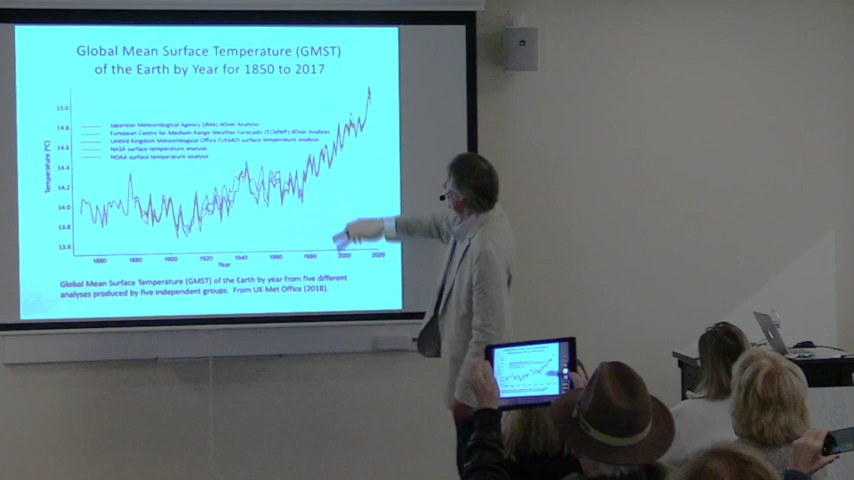 Global Mean Surface Temperature (GMST)
of the Earth by Year for 1850 to 2017
Japanese Meteorological Agency (JMA) 4Dvar Analysis
European Centre for Medium-Range Weather Forecasts (ECMWF) 4Dvar Analysis
United Kingdom Meteorological Office (UKMO) surface temperature analysis
NASA surface temperature analysis
NOAA surface temperature analysis
Temperature (°C)
15.0
14.8
14.6
14.4
14.2
14.0
13.8
13.6
1860 1880 1900 1920 1940 1960 1980 2000 2020
Year
Global Mean Surface Temperature (GMST) of the Earth by year from five different
analyses produced by five independent groups. From UK Met Office (2018).